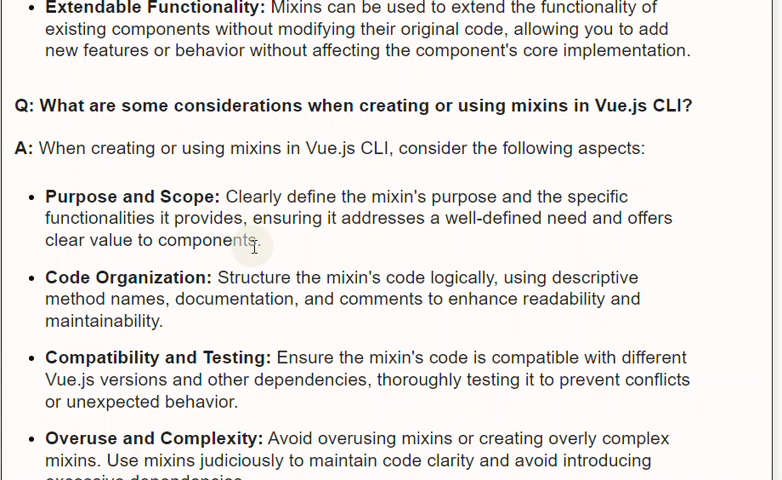 • Extendable Functionality: Mixins can be used to extend the functionality of
existing components without modifying their original code, allowing you to add
new features or behavior without affecting the component's core implementation.
Q: What are some considerations when creating or using mixins in Vue.js CLI?
A: When creating or using mixins in Vue.js CLI, consider the following aspects:
• Purpose and Scope: Clearly define the mixin's purpose and the specific
functionalities it provides, ensuring it addresses a well-defined need and offers
clear value to components.
• Code Organization: Structure the mixin's code logically, using descriptive
method names, documentation, and comments to enhance readability and
maintainability.
• Compatibility and Testing: Ensure the mixin's code is compatible with different
Vue.js versions and other dependencies, thoroughly testing it to prevent conflicts
or unexpected behavior.
• Overuse and Complexity: Avoid overusing mixins or creating overly complex
mixins. Use mixins judiciously to maintain code clarity and avoid introducing